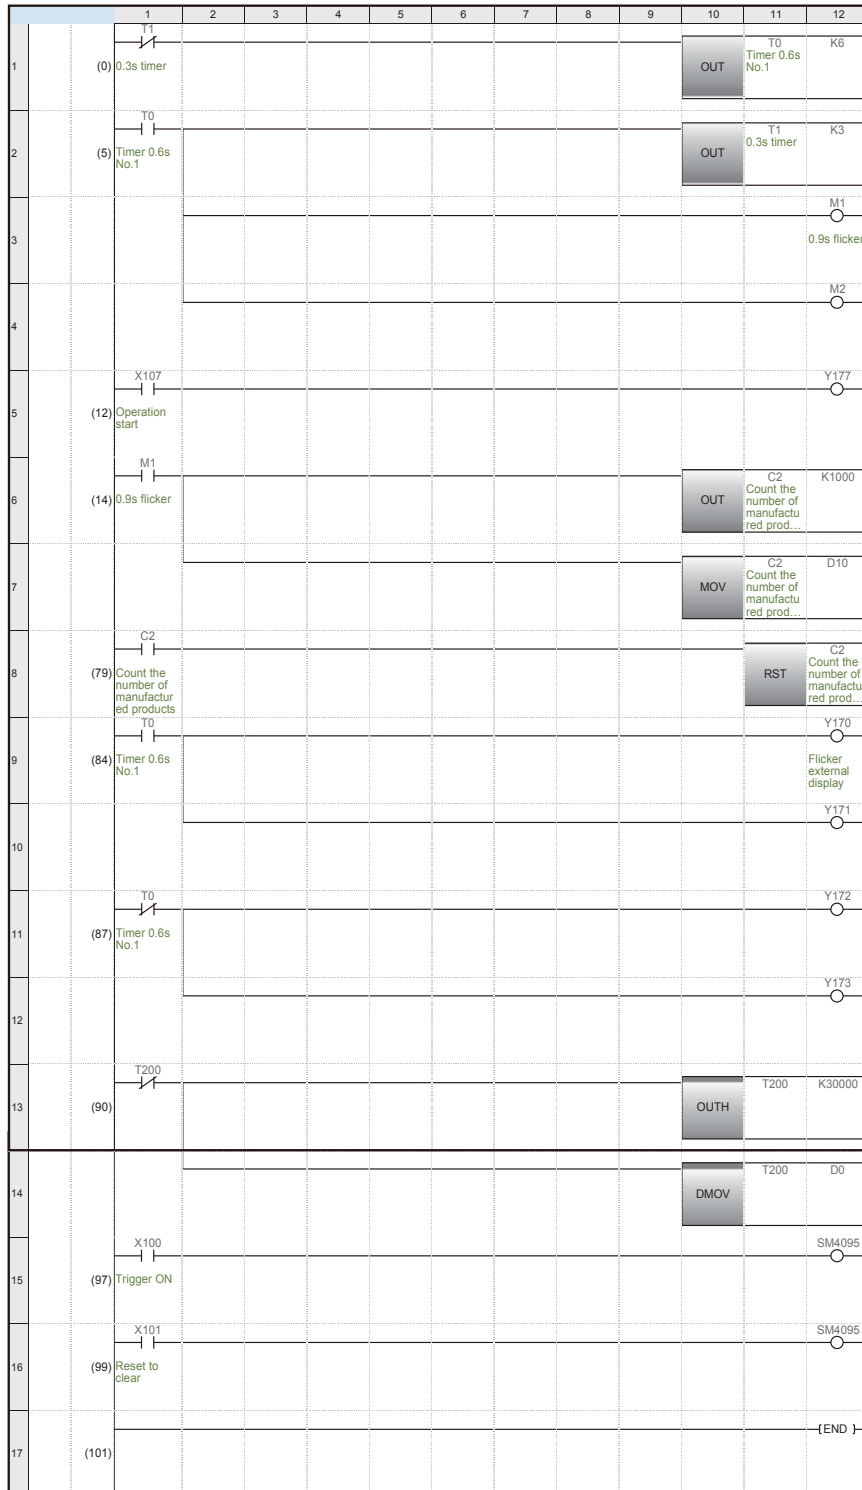 1 2 3 4 5 6 7 8 9 10 11 12
T1
T0 K6
1 (0) 0.3s timer
OUT
Timer 0.6s
No.1
T0
T1 K3
2 (5) Timer 0.6s
No.1
OUT
0.3s timer
M1
3
0.9s flicker
M2
4
X107
Y177
5 (12) Operation
start
M1
C2 K1000
6 (14) 0.9s flicker
OUT
Count the
number of
manufactu
red prod...
C2 D10
7
MOV
Count the
number of
manufactu
red prod...
C2
C2
8 (79) Count the
number of
manufactur
ed products
RST
Count the
number of
manufactu
red prod...
T0
Y170
9 (84) Timer 0.6s
No.1
Flicker
external
display
Y171
10
T0
Y172
11 (87) Timer 0.6s
No.1
Y173
12
T200
T200 K30000
13 (90)
OUTH
T200 D0
14
DMOV
X100
SM4095
15 (97) Trigger ON
X101
SM4095
16 (99) Reset to
clear
[END]
17 (101)